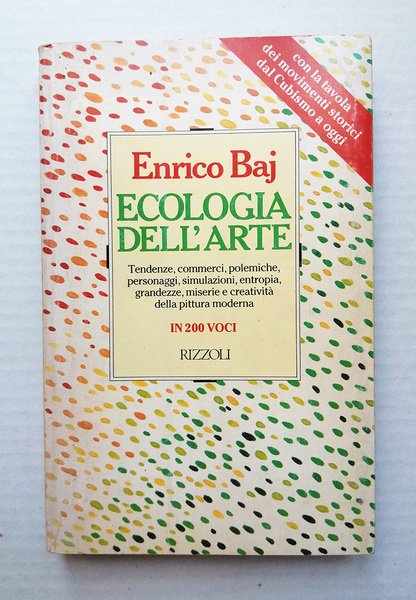 con la tavola
dei movimenti storici
dal Cubismo a oggi
Enrico Baj
ECOLOGIA
DELL'ARTE
Tendenze, commerci, polemiche,
personaggi, simulazioni, entropia,
grandezze, miserie e creatività
della pittura moderna
IN 200 VOCI
RIZZOLI